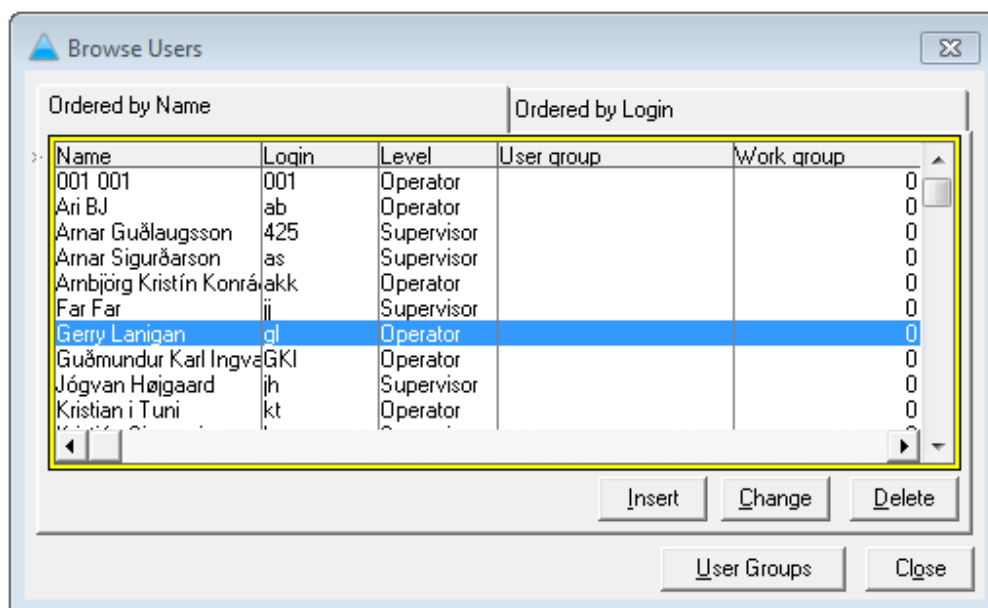 Browse Users
Ordered by Name Ordered by Login
Name Login Level User group Work group
001 001 001 Operator 0
Ari BJ ab Operator 0
Arnar Guðlaugsson 425 Supervisor 0
Arnar Sigurðarson as Supervisor 0
Arnbjörg Kristín Konrá akk Operator 0
Far Far jj Supervisor 0
Gerry Lanigan gl Operator 0
Guðmundur Karl Ingva GKI Operator 0
Jógvan Højgaard jh Supervisor 0
Kristian i Tuni kt Operator 0
Insert Change Delete
User Groups Close